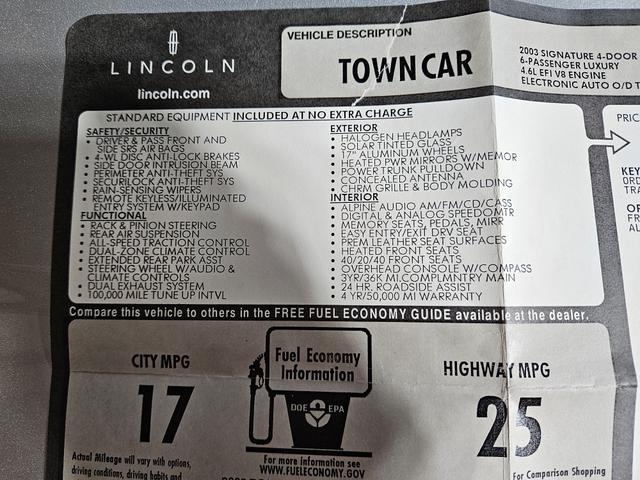 LINCOLN
lincoln.com
VEHICLE DESCRIPTION
TOWN CAR
2003 SIGNATURE 4-DOOR
6-PASSENGER LUXURY
4.6L EFI V8 ENGINE
ELECTRONIC AUTO O/D T
STANDARD EQUIPMENT INCLUDED AT NO EXTRA CHARGE
SAFETY/SECURITY
• DRIVER & PASS FRONT AND
SIDE SRS AIR BAGS
• 4-WL DISC ANTI-LOCK BRAKES
• SIDE DOOR INTRUSION BEAM
• PERIMETER ANTI-THEFT SYS
• SECURILOCK ANTI-THEFT SYS
• RAIN-SENSING WIPERS
• REMOTE KEYLESS/ILLUMINATED
ENTRY SYSTEM W/KEYPAD
FUNCTIONAL
• RACK & PINION STEERING
• REAR AIR SUSPENSION
• ALL-SPEED TRACTION CONTROL
• DUAL-ZONE CLIMATE CONTROL
• EXTENDED REAR PARK ASST
• STEERING WHEEL W/AUDIO &
CLIMATE CONTROLS
• DUAL EXHAUST SYSTEM
• 100,000 MILE TUNE UP INTVL
EXTERIOR
• HALOGEN HEADLAMPS
• SOLAR TINTED GLASS
• 17" ALUMINUM WHEELS
• HEATED PWR MIRRORS W/MEMOR
• POWER TRUNK PULLDOWN
• CONCEALED ANTENNA
• CHRM GRILLE & BODY MOLDING
INTERIOR
• ALPINE AUDIO AM/FM/CD/CASS
• DIGITAL & ANALOG SPEEDOMTR
• MEMORY SEATS, PEDALS, MIRR
• EASY ENTRY/EXIT DRV SEAT
• PREM LEATHER SEAT SURFACES
• HEATED FRONT SEATS
• 40/20/40 FRONT SEATS
• OVERHEAD CONSOLE W/COMPASS
• 3YR/36K MI.COMPLMNTRY MAIN
• 24 HR. ROADSIDE ASSIST
• 4 YR/50,000 MI WARRANTY
PRIC
KEY
ORD
TRA
OP
FR
AL
Compare this vehicle to others in the FREE FUEL ECONOMY GUIDE available at the dealer.
CITY MPG
17
Fuel Economy
Information
DOE EPA
For more information see
WWW.FUELECONOMY.GOV
HIGHWAY MPG
25
Actual Mileage will vary with options,
driving conditions, driving habits and
For Comparison Shopping